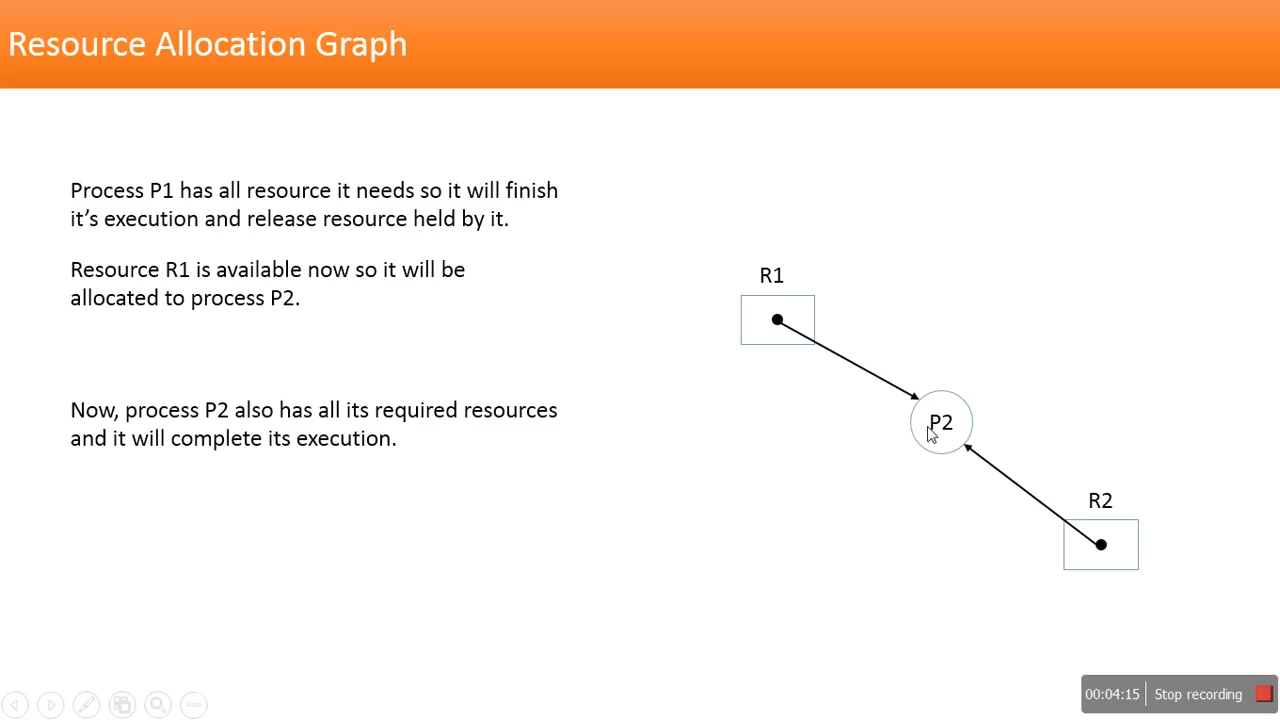 Resource Allocation Graph
Process P1 has all resource it needs so it will finish
it’s execution and release resource held by it.
Resource R1 is available now so it will be
allocated to process P2.
Now, process P2 also has all its required resources
and it will complete its execution.
R1
P2
R2
00:04:15
Stop recording